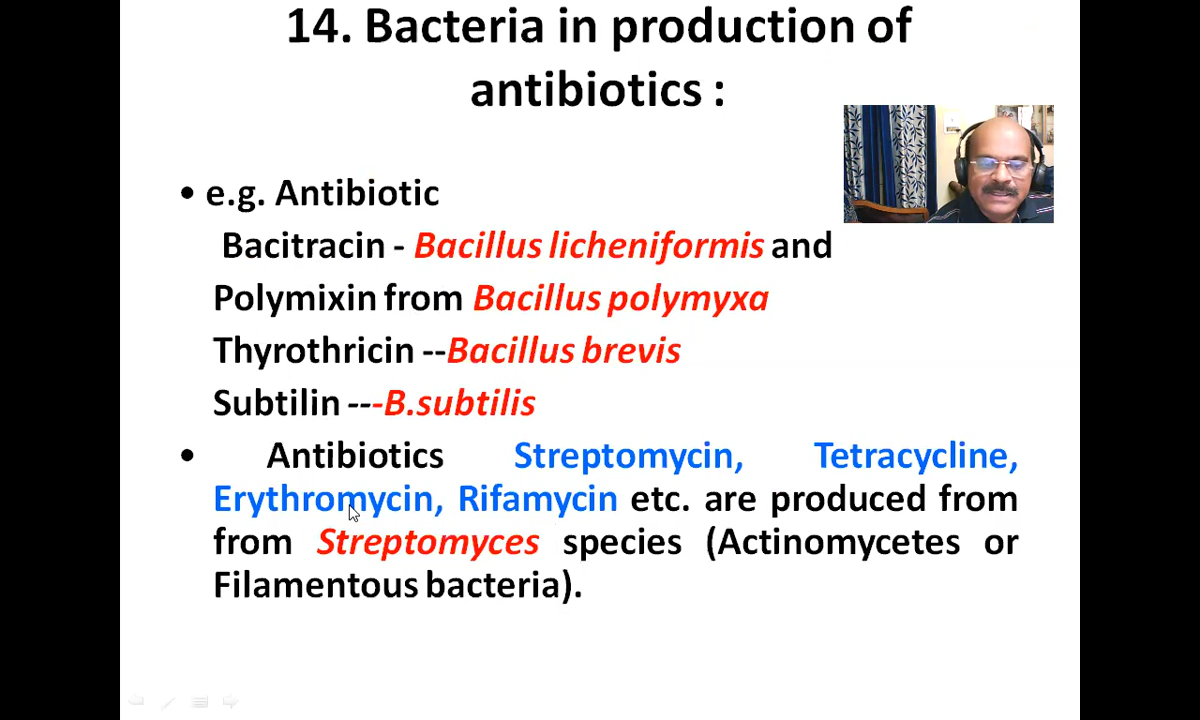 14. Bacteria in production of
antibiotics :
• e.g. Antibiotic
Bacitracin - Bacillus licheniformis and
Polymixin from Bacillus polymyxa
Thyrothricin --Bacillus brevis
Subtilin ---B.subtilis
• Antibiotics Streptomycin, Tetracycline,
Erythromycin, Rifamycin etc. are produced from
from Streptomyces species (Actinomycetes or
Filamentous bacteria).